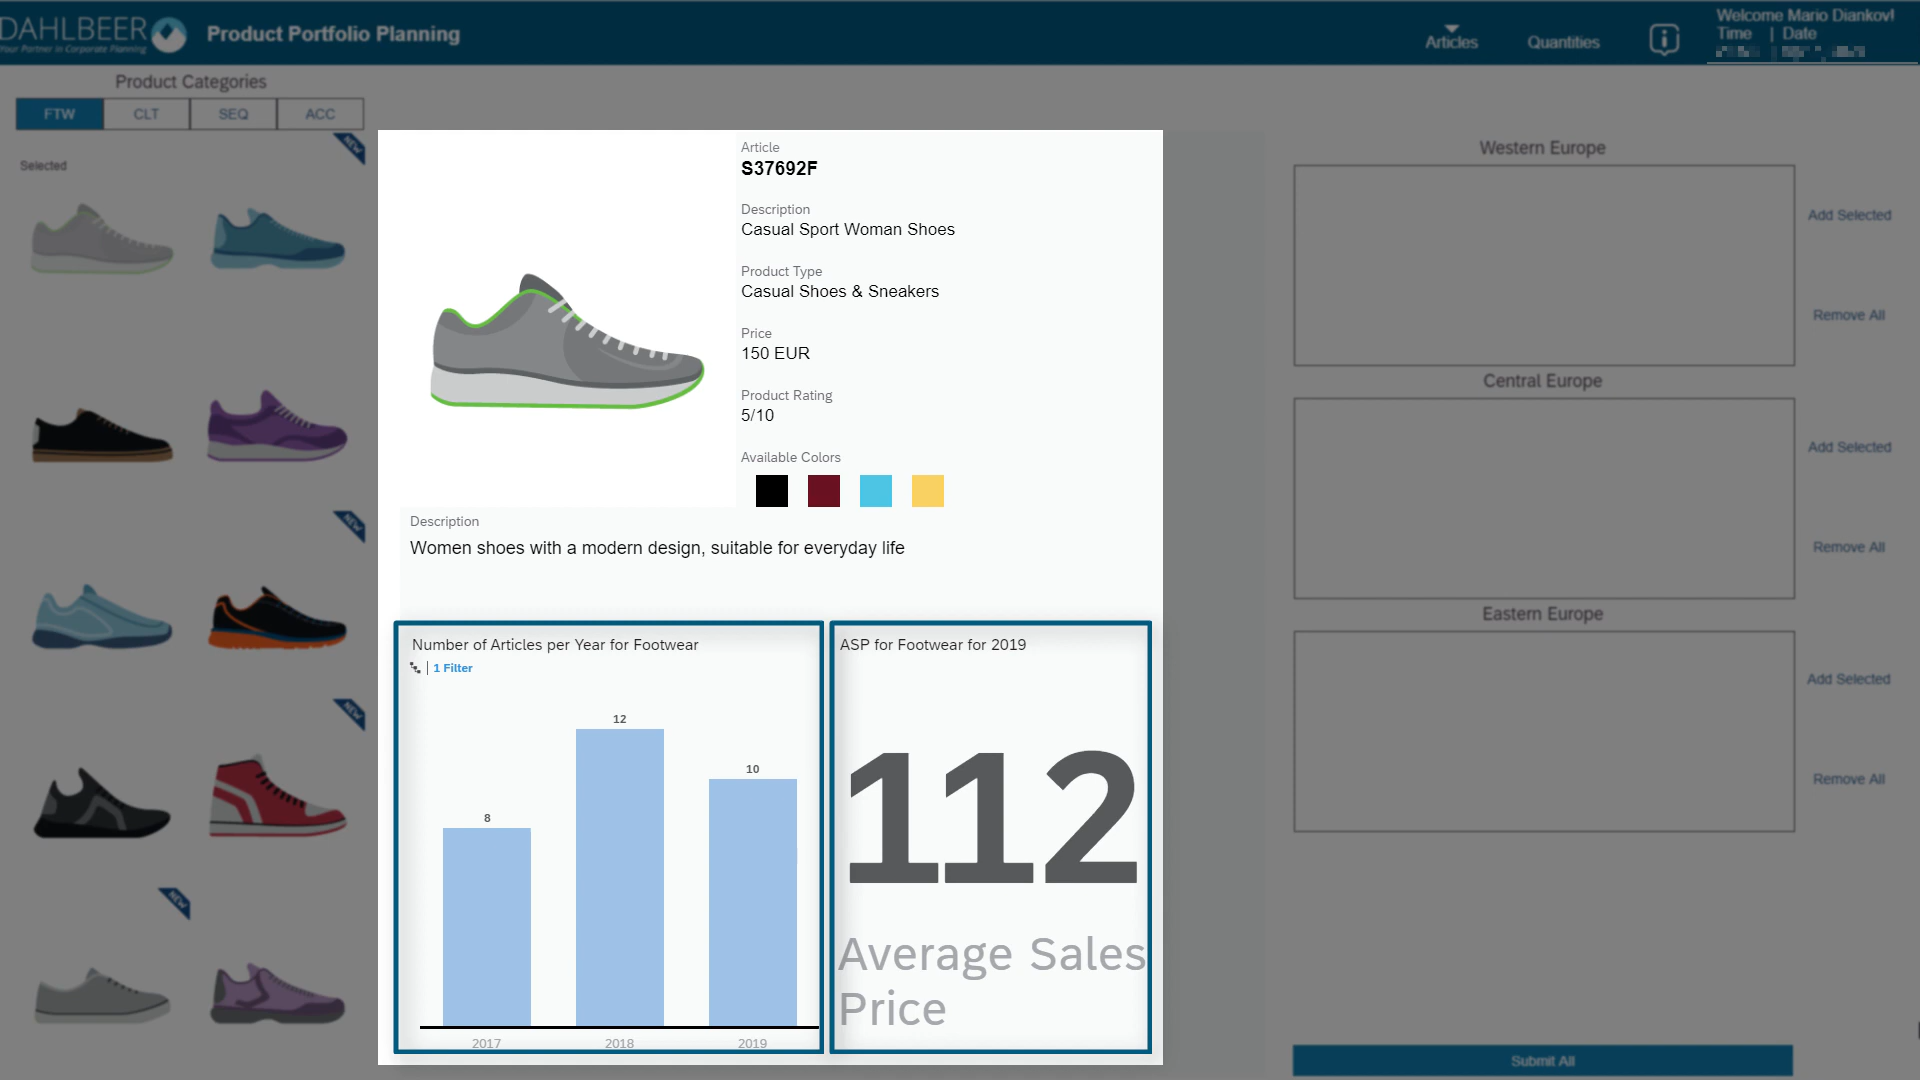 DAHLBEER
Your Partner in Corporate Planning
Product Portfolio Planning
Articles
Quantities
Welcome Mario Diankov!
Time | Date
Product Categories
FTW
CLT
SEQ
ACC
Selected
NEW
NEW
NEW
NEW
Article
S37692F
Description
Casual Sport Woman Shoes
Product Type
Casual Shoes & Sneakers
Price
150 EUR
Product Rating
5/10
Available Colors
Description
Women shoes with a modern design, suitable for everyday life
Number of Articles per Year for Footwear
1 Filter
12
10
8
2017
2018
2019
ASP for Footwear for 2019
112
Average Sales
Price
Western Europe
Add Selected
Remove All
Central Europe
Add Selected
Remove All
Eastern Europe
Add Selected
Remove All
Submit All